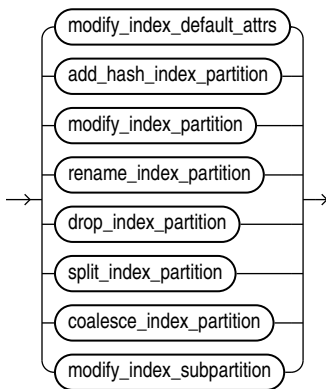 modify_index_default_attrs
add_hash_index_partition
modify_index_partition
rename_index_partition
drop_index_partition
split_index_partition
coalesce_index_partition
modify_index_subpartition